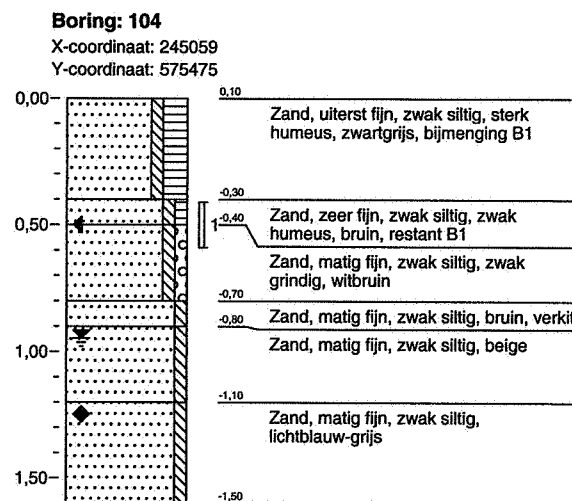 Boring: 104
X-coordinaat: 245059
Y-coordinaat: 575475
0,00
0,10
Zand, uiterst fijn, zwak siltig, sterk
humeus, zwartgrijs, bijmenging B1
-0,30
0,50
1
-0,40
Zand, zeer fijn, zwak siltig, zwak
humeus, bruin, restant B1
Zand, matig fijn, zwak siltig, zwak
grindig, witbruin
-0,70
Zand, matig fijn, zwak siltig, bruin, verkit
-0,80
Zand, matig fijn, zwak siltig, beige
1,00
-1,10
Zand, matig fijn, zwak siltig,
lichtblauw-grijs
1,50
-1,50